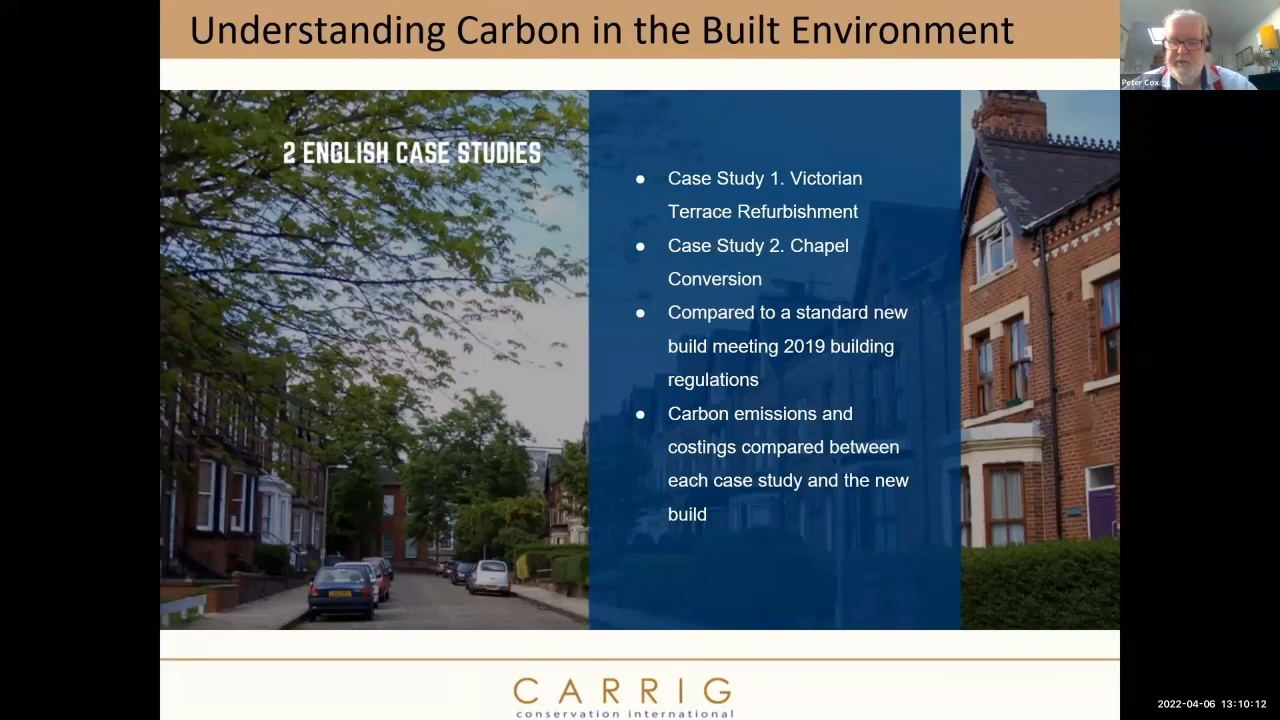 Understanding Carbon in the Built Environment
Peter Cox
2 ENGLISH CASE STUDIES
● Case Study 1. Victorian
Terrace Refurbishment
● Case Study 2. Chapel
Conversion
● Compared to a standard new
build meeting 2019 building
regulations
● Carbon emissions and
costings compared between
each case study and the new
build
CARRIG
conservation international
2022-04-06 13:10:12